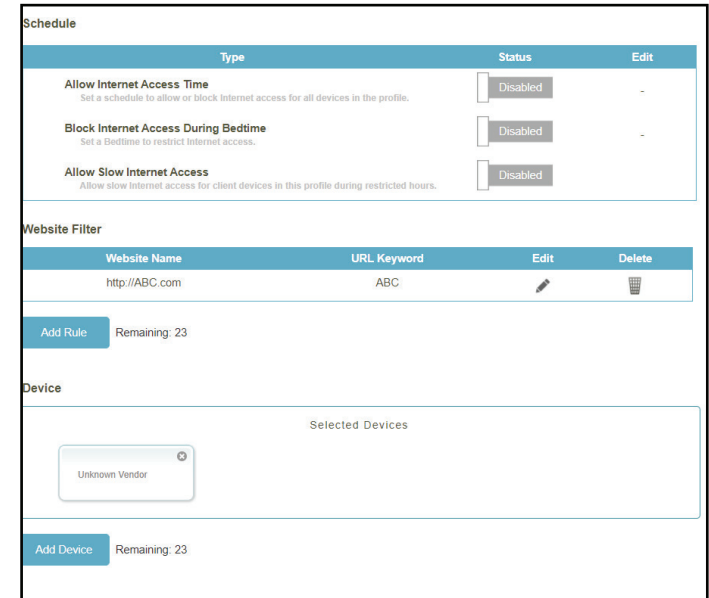 Schedule
Type Status Edit
Allow Internet Access Time Disabled -
Set a schedule to allow or block Internet access for all devices in the profile.
Block Internet Access During Bedtime Disabled -
Set a Bedtime to restrict Internet access.
Allow Slow Internet Access Disabled
Allow slow Internet access for client devices in this profile during restricted hours.
Website Filter
Website Name URL Keyword Edit Delete
http://ABC.com ABC
Add Rule Remaining: 23
Device
Selected Devices
Unknown Vendor
Add Device Remaining: 23